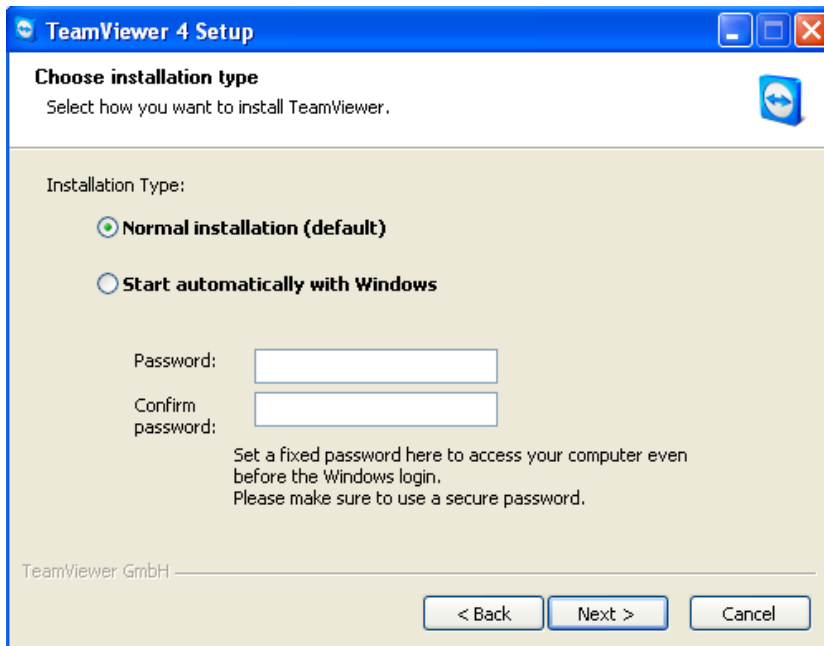 TeamViewer 4 Setup
Choose installation type
Select how you want to install TeamViewer.
Installation Type:
Normal installation (default)
Start automatically with Windows
Password:
Confirm
password:
Set a fixed password here to access your computer even
before the Windows login.
Please make sure to use a secure password.
TeamViewer GmbH
< Back Next > Cancel